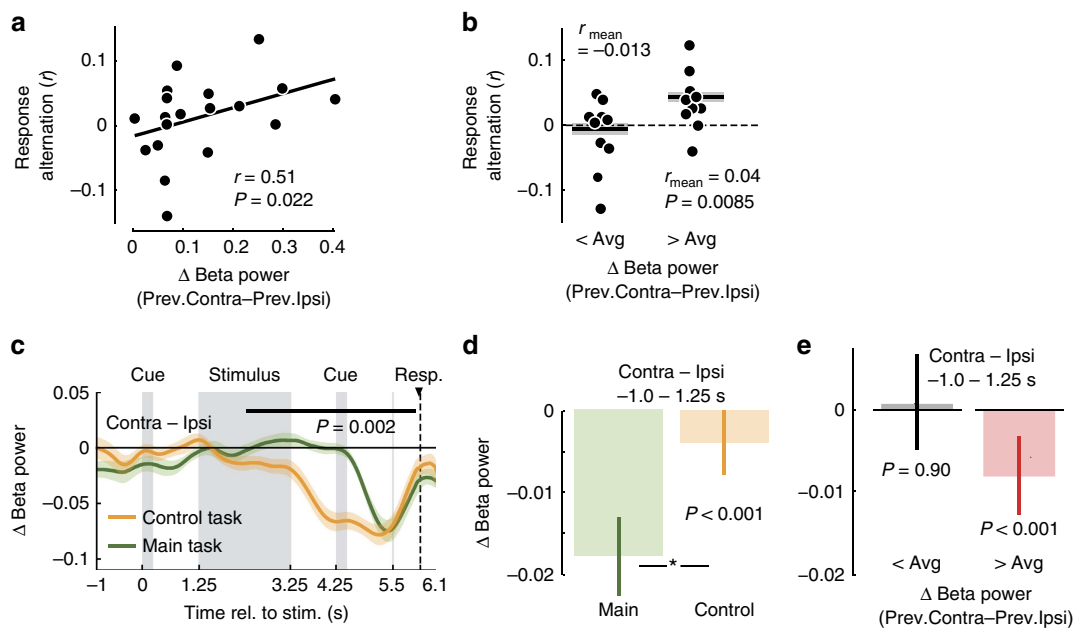 a
Response
alternation (r)
0.1
0
−0.1
r = 0.51
P = 0.022
0 0.1 0.2 0.3 0.4
Δ Beta power
(Prev.Contra–Prev.Ipsi)
b
Response
alternation (r)
0.1
0
−0.1
r mean
= −0.013
r mean = 0.04
P = 0.0085
< Avg > Avg
Δ Beta power
(Prev.Contra–Prev.Ipsi)
c
Cue Stimulus Cue Resp.
Δ Beta power
0.05
0
−0.05
−0.1
Contra – Ipsi
P = 0.002
Control task
Main task
−1 0 1.25 3.25 4.25 5.5 6.1
Time rel. to stim. (s)
d
Contra – Ipsi
−1.0 – 1.25 s
Δ Beta power
0
−0.01
−0.02
P < 0.001
*
Main Control
e
Contra – Ipsi
−1.0 – 1.25 s
0
−0.01
−0.02
P = 0.90
P < 0.001
< Avg > Avg
Δ Beta power
(Prev.Contra–Prev.Ipsi)